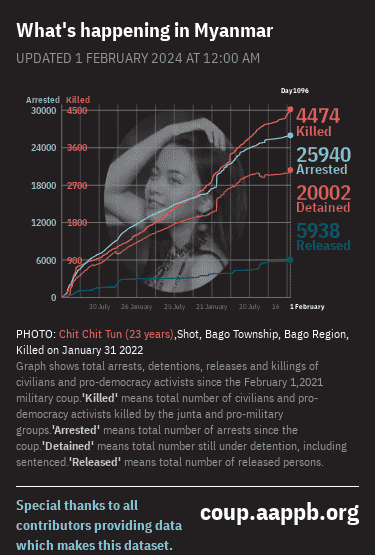 What's happening in Myanmar
UPDATED 1 FEBRUARY 2024 AT 12:00 AM
Day1096
Arrested Killed
30000 4500
4474
Killed
24000 3600
25940
Arrested
18000 2700
20002
Detained
12000 1800
5938
Released
6000 900
0
30 July 26 January 25 July 21 January 20 July 16 1 February
PHOTO: Chit Chit Tun (23 years),Shot, Bago Township, Bago Region,
Killed on January 31 2022
Graph shows total arrests, detentions, releases and killings of
civilians and pro-democracy activists since the February 1,2021
military coup.'Killed' means total number of civilians and pro-
democracy activists killed by the junta and pro-military
groups.'Arrested' means total number of arrests since the
coup.'Detained' means total number still under detention, including
sentenced.'Released' means total number of released persons.
Special thanks to all
contributors providing data
which makes this dataset.
coup.aappb.org